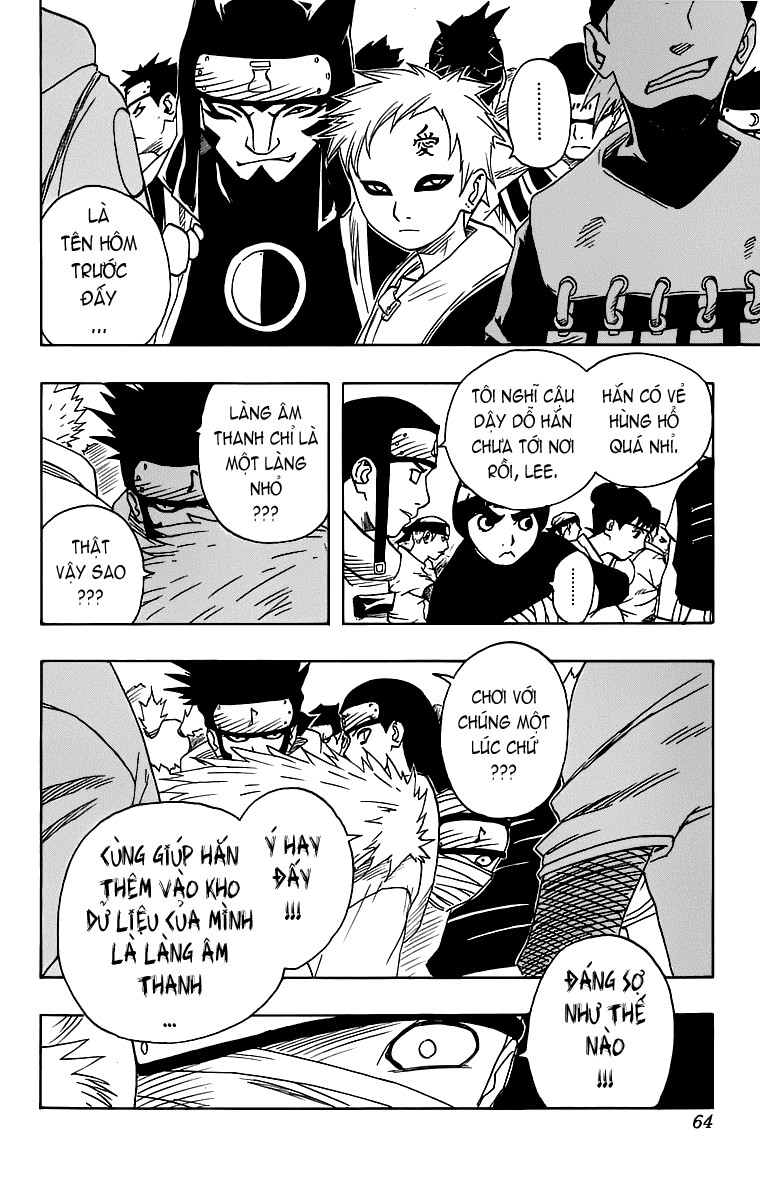 愛
.........
LÀ
TÊN HÔM
TRƯỚC
ĐẤY
...
HẮN CÓ VẺ
HÙNG HỔ
QUÁ NHỈ.
TÔI NGHĨ CẬU
DẬY DỖ HẮN
CHƯA TỚI NƠI
RỒI, LEE.
.........
LÀNG ÂM
THANH CHỈ LÀ
MỘT LÀNG
NHỎ
???
THẬT
VẬY SAO
???
CHƠI VỚI
CHÚNG MỘT
LÚC CHỨ
???
Ý HAY
ĐẤY
!!!
CÙNG GIÚP HẮN
THÊM VÀO KHO
DỮ LIỆU CỦA MÌNH
LÀ LÀNG ÂM
THANH
...
ĐÁNG SỢ
NHƯ THẾ
NÀO
!!!
64